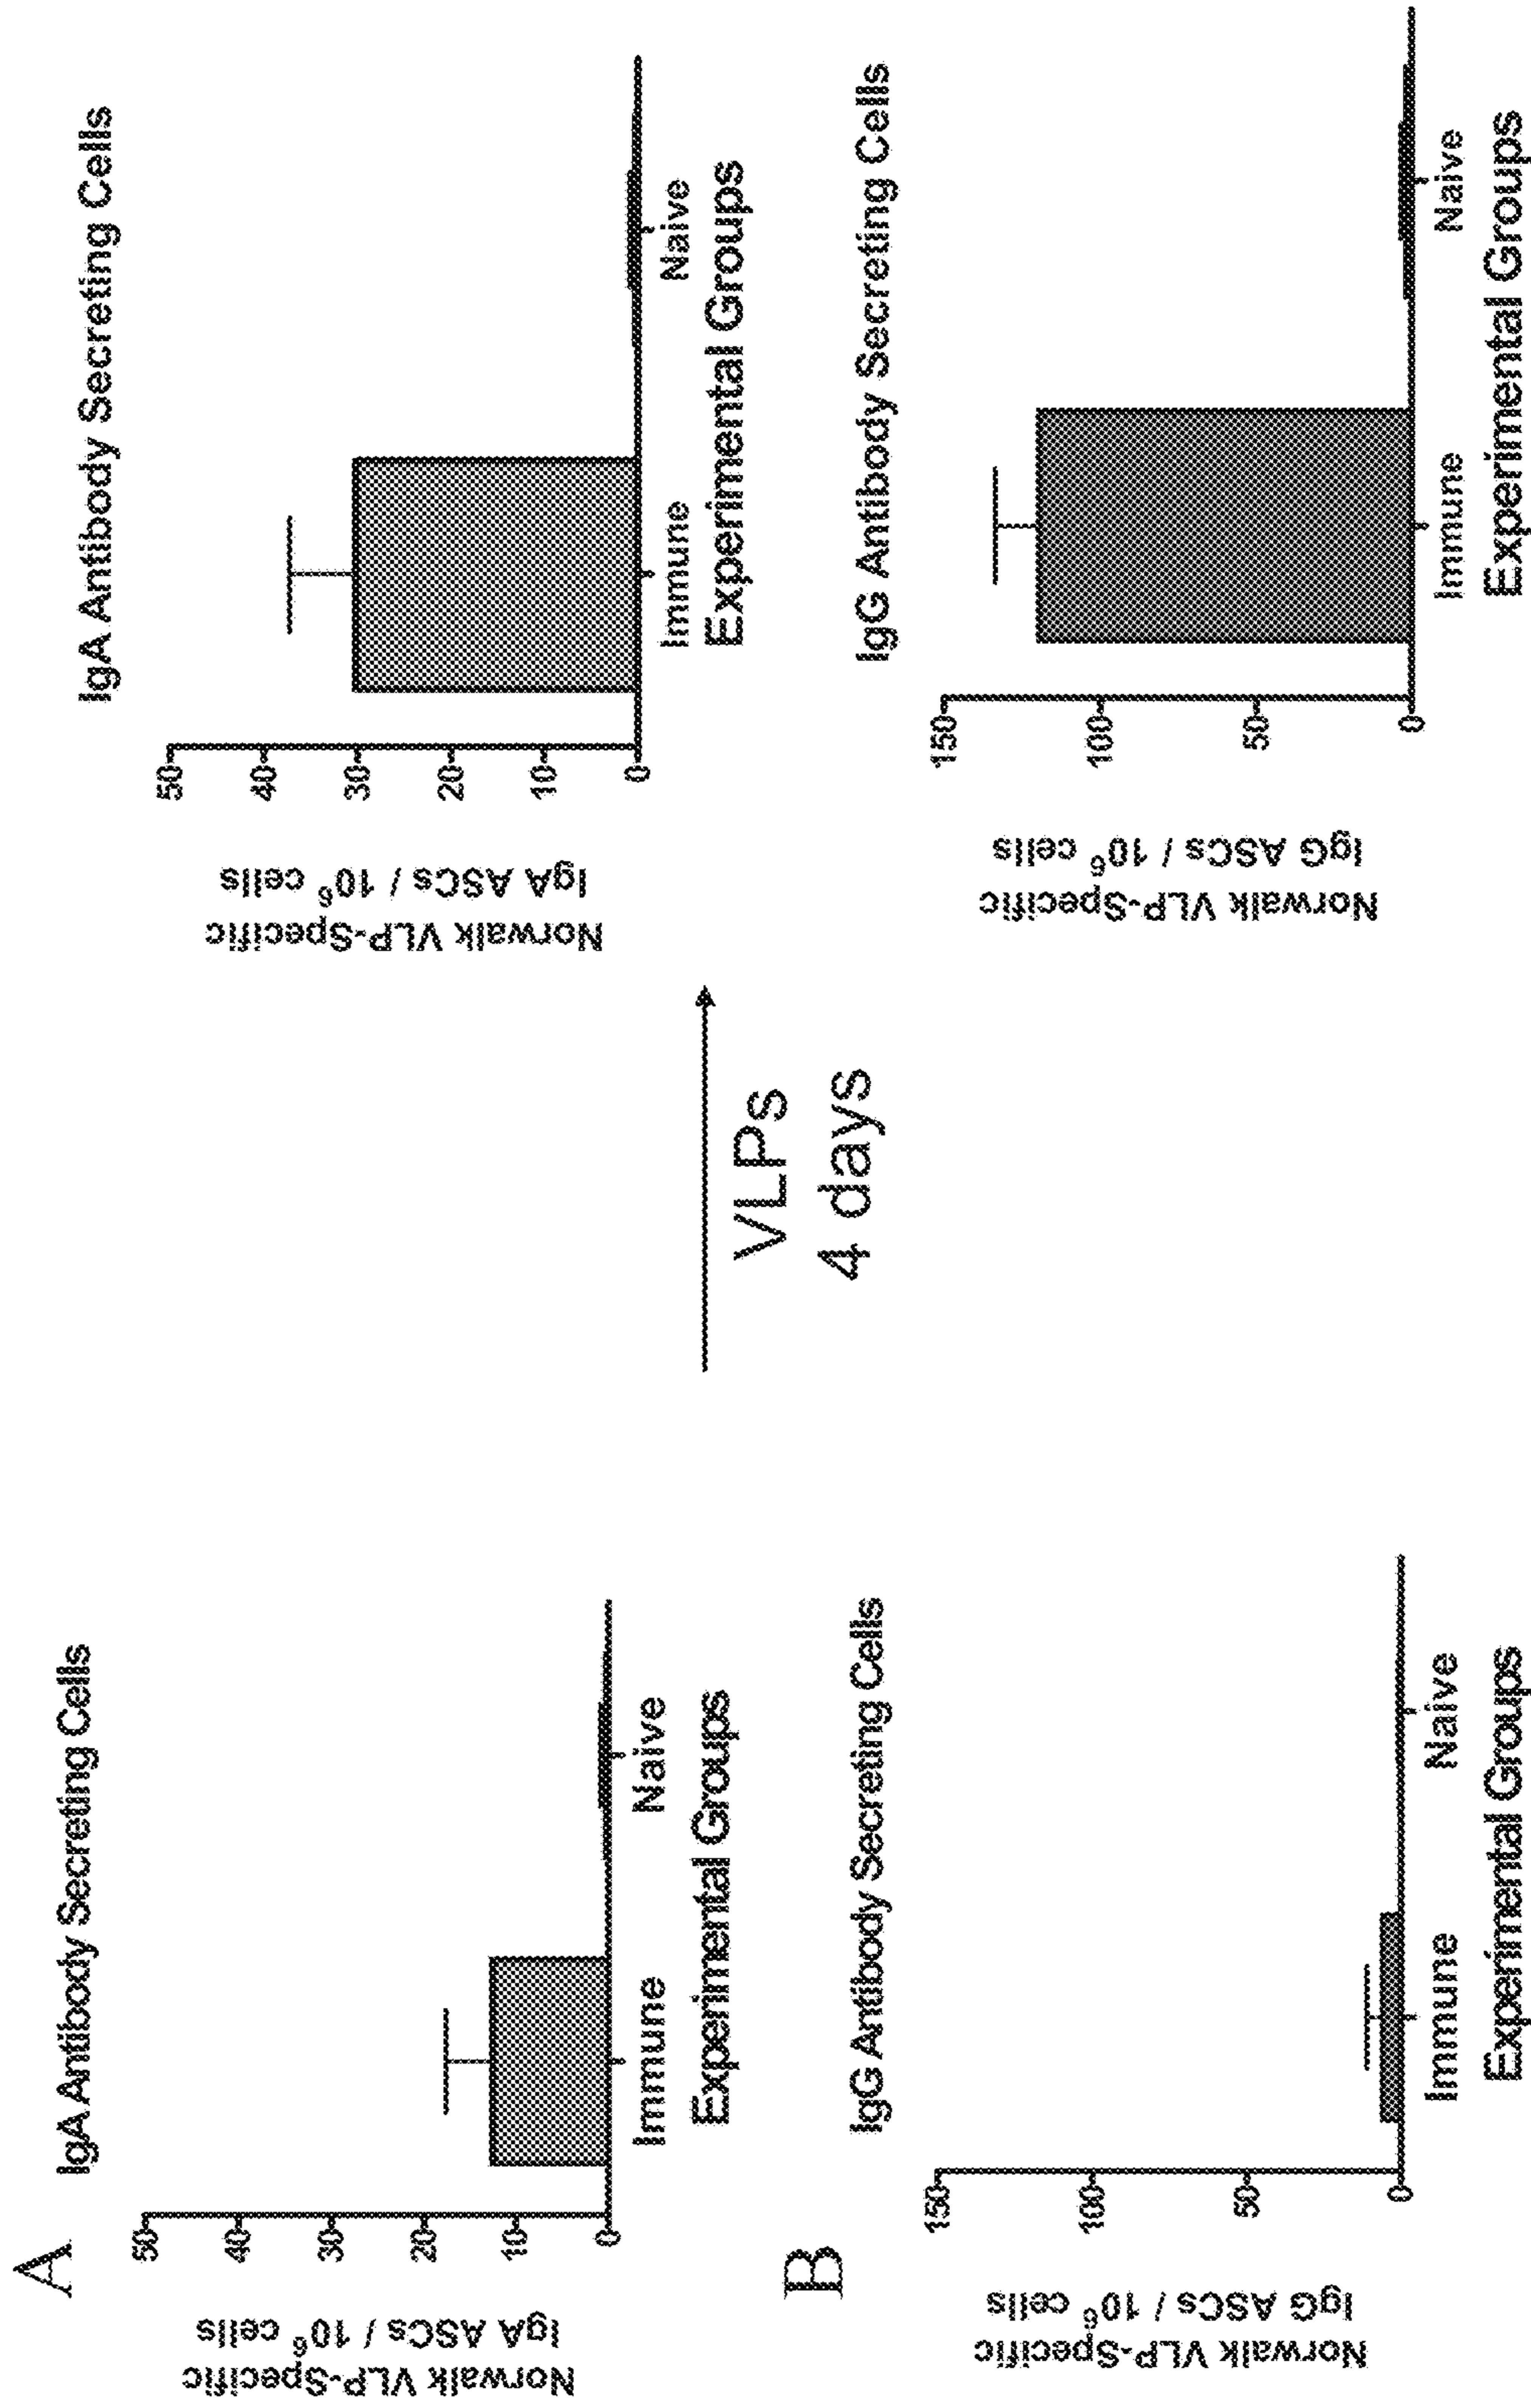 A
IgA Antibody Secreting Cells
Norwalk VLP-Specific
IgA ASCs / 10⁶ cells
50
40
30
20
10
0
Immune
Naive
Experimental Groups
VLPs
4 days
IgA Antibody Secreting Cells
Norwalk VLP-Specific
IgA ASCs / 10⁶ cells
50
40
30
20
10
0
Immune
Naive
Experimental Groups
B
IgG Antibody Secreting Cells
Norwalk VLP-Specific
IgG ASCs / 10⁶ cells
150
100
50
0
Immune
Naive
Experimental Groups
IgG Antibody Secreting Cells
Norwalk VLP-Specific
IgG ASCs / 10⁶ cells
150
100
50
0
Immune
Naive
Experimental Groups